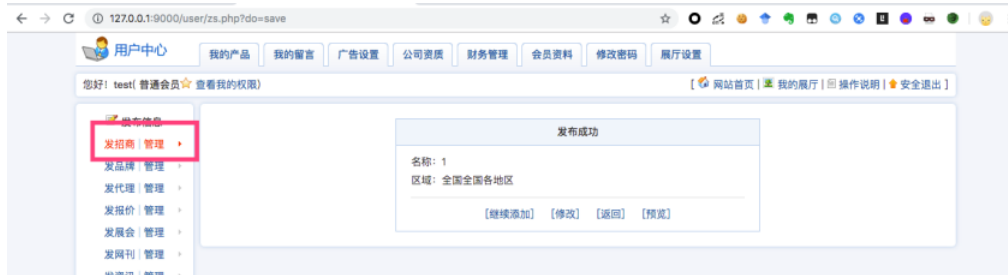 127.0.0.1:9000/user/zs.php?do=save
用户中心
我的产品 我的留言 广告设置 公司资质 财务管理 会员资料 修改密码 展厅设置
您好！test( 普通会员 查看我的权限)
[ 网站首页 | 我的展厅 | 操作说明 | 安全退出 ]
发布信息
发招商 | 管理
发品牌 | 管理
发代理 | 管理
发报价 | 管理
发展会 | 管理
发网刊 | 管理
发资讯 | 管理
发布成功
名称：1
区域：全国全国各地区
[继续添加] [修改] [返回] [预览]